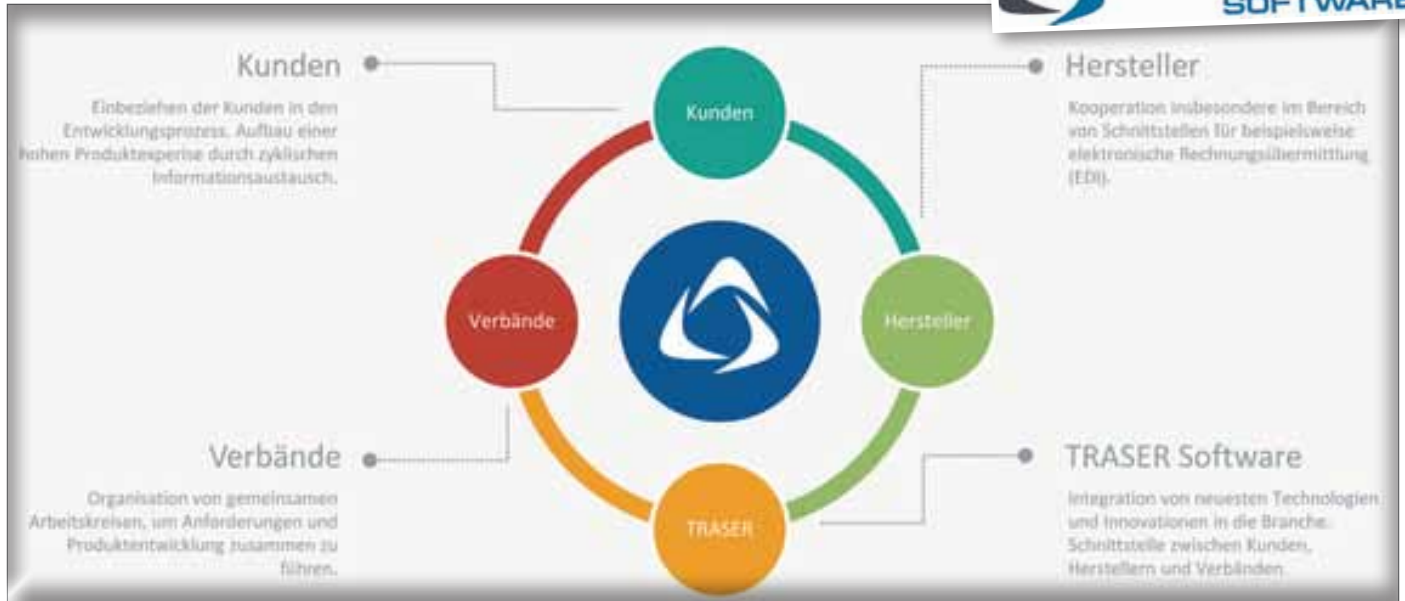 SOFTWARE
Kunden
Einbeziehen der Kunden in den
Entwicklungsprozess. Aufbau einer
hohen Produktexperise durch zyklischen
Informationsaustausch.
Hersteller
Kooperation insbesondere im Bereich
von Schnittstellen für beispielsweise
elektronische Rechnungsübermittlung
(EDI).
Kunden
Verbände
Hersteller
TRASER
Verbände
Organisation von gemeinsamen
Arbeitskreisen, um Anforderungen und
Produktentwicklung zusammen zu
führen.
TRASER Software
Integration von neuesten Technologien
und Innovationen in die Branche.
Schnittstelle zwischen Kunden,
Herstellern und Verbänden.